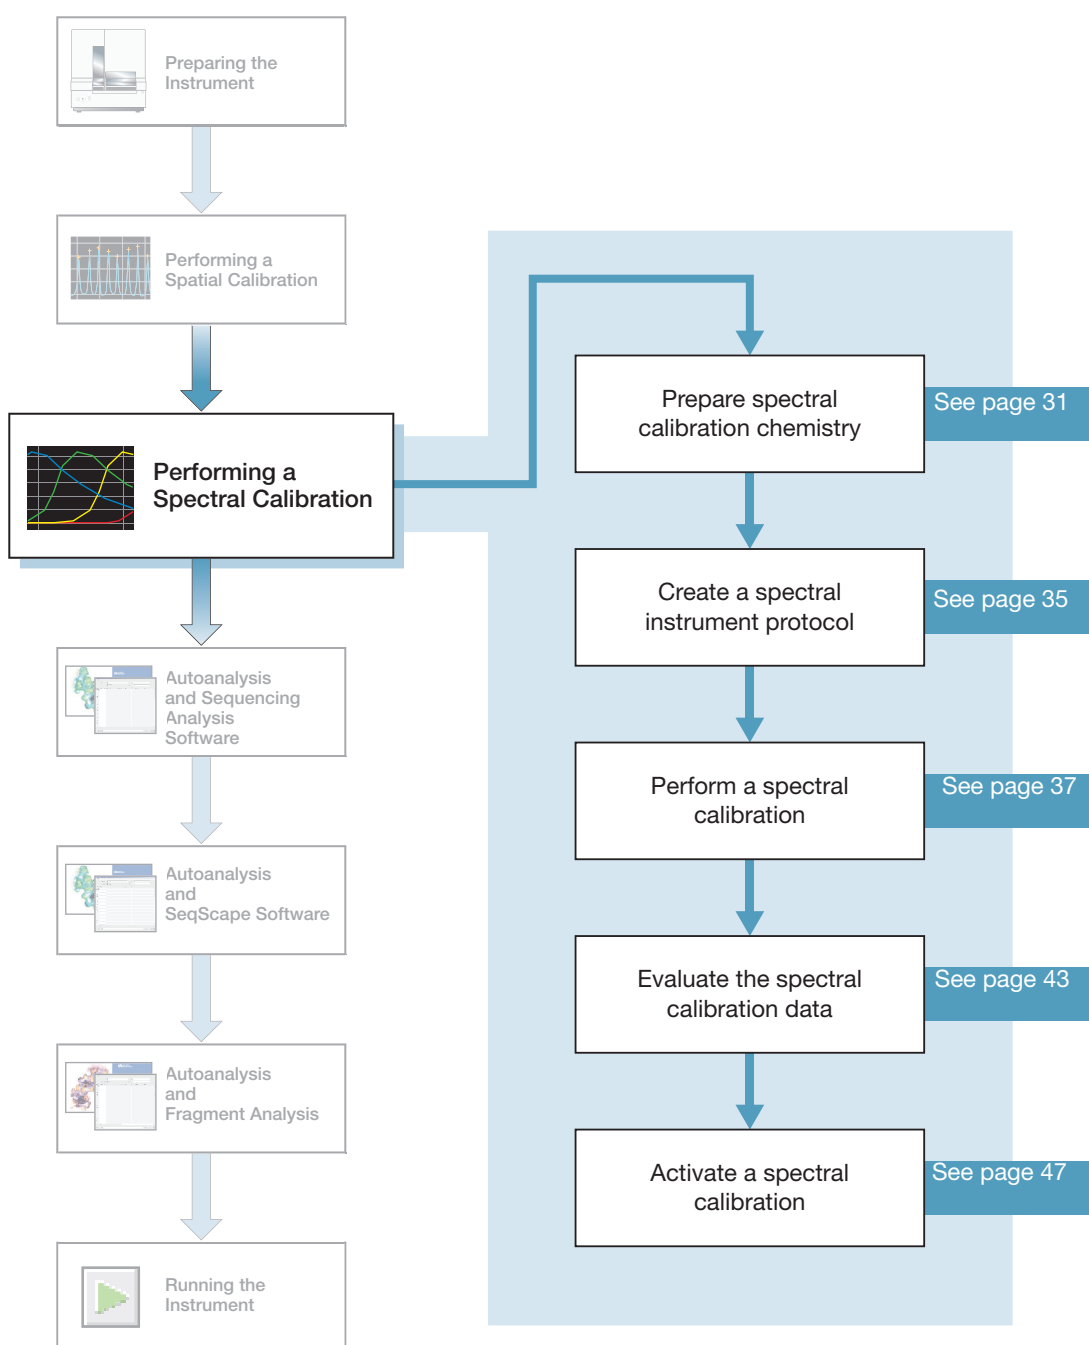 Preparing the
Instrument
Performing a
Spatial Calibration
Performing a
Spectral Calibration
Autoanalysis
and Sequencing
Analysis
Software
Autoanalysis
and
SeqScape Software
Autoanalysis
and
Fragment Analysis
Running the
Instrument
Prepare spectral
calibration chemistry
See page 31
Create a spectral
instrument protocol
See page 35
Perform a spectral
calibration
See page 37
Evaluate the spectral
calibration data
See page 43
Activate a spectral
calibration
See page 47